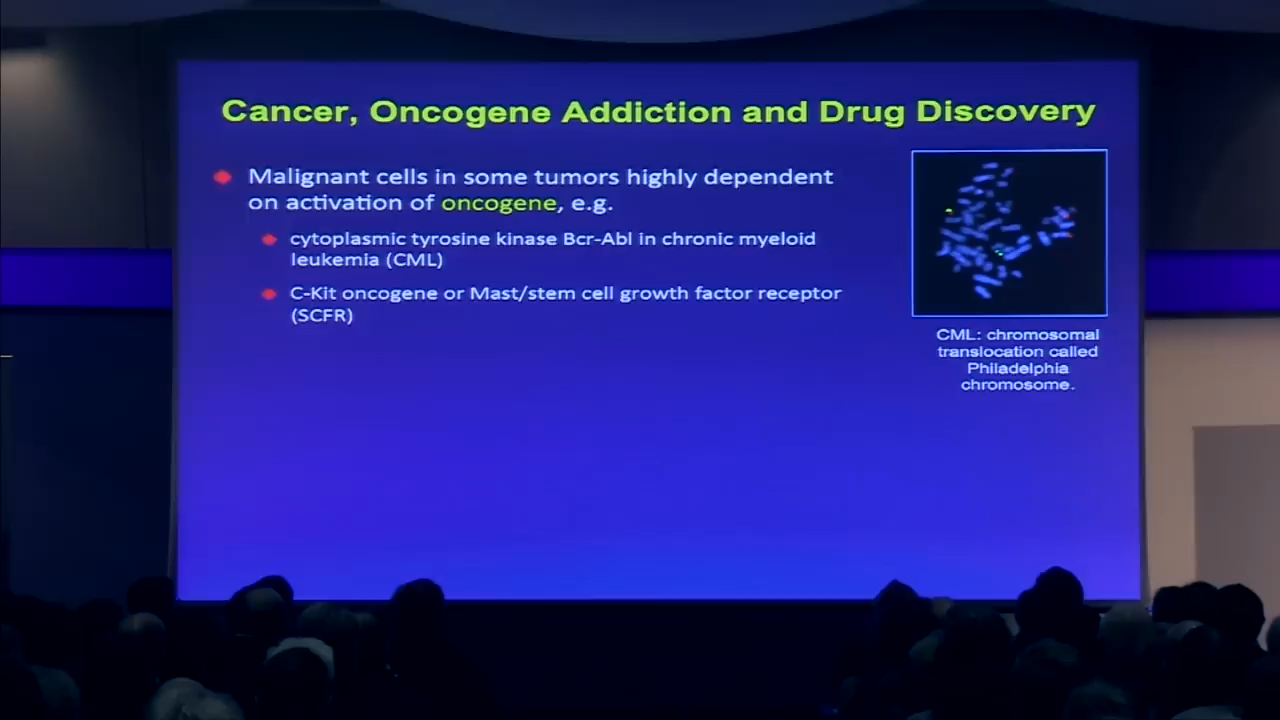 Cancer, Oncogene Addiction and Drug Discovery
Malignant cells in some tumors highly dependent
on activation of oncogene, e.g.
cytoplasmic tyrosine kinase Bcr-Abl in chronic myeloid
leukemia (CML)
C-Kit oncogene or Mast/stem cell growth factor receptor
(SCFR)
CML: chromosomal
translocation called
Philadelphia
chromosome.